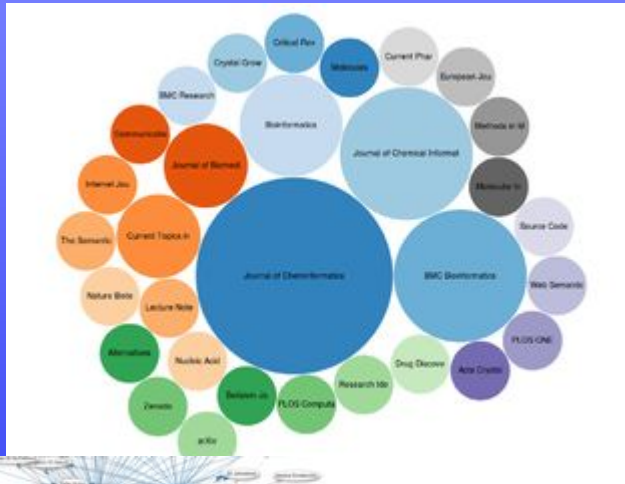 Critical Rev
Crystal Grow
Molecules
Current Phar
European Jou
BMC Research
Bioinformatics
Methods in M
Journal of Chemical Informat
Communicatio
Journal of Biomed
Molecular In
Internet Jou
Source Code
The Semantic
Current Topics in
Journal of Cheminformatics
BMC Bioinformatics
Web Semantic
Nature Biote
Lecture Note
PLOS ONE
Alternatives
Nucleic Acid
Drug Discove
Acta Crystal
Zenodo
Beilstein Jo
PLOS Computa
Research Ide
arXiv